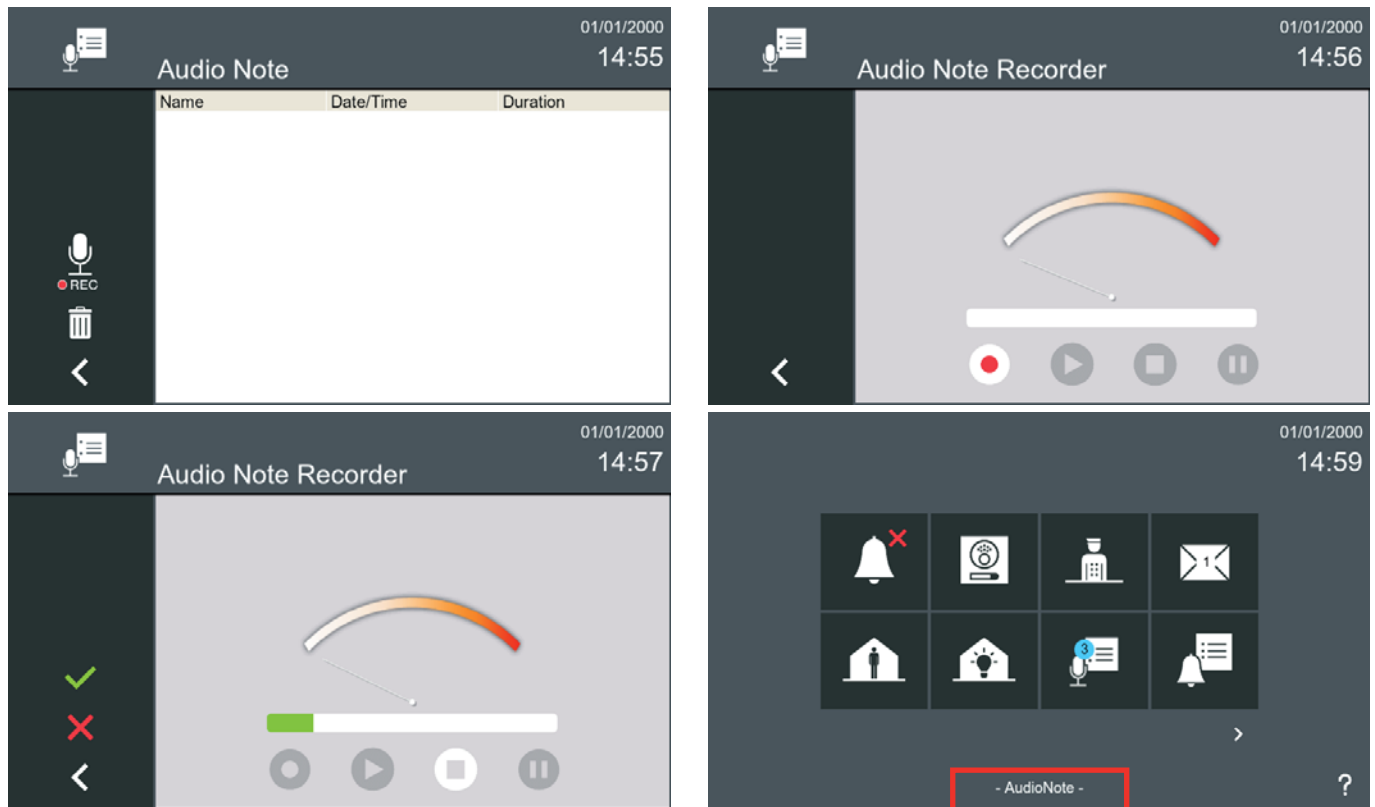 01/01/2000
14:55
Audio Note
Name Date/Time Duration
REC
01/01/2000
14:56
Audio Note Recorder
01/01/2000
14:57
Audio Note Recorder
01/01/2000
14:59
1
3
- AudioNote -
?